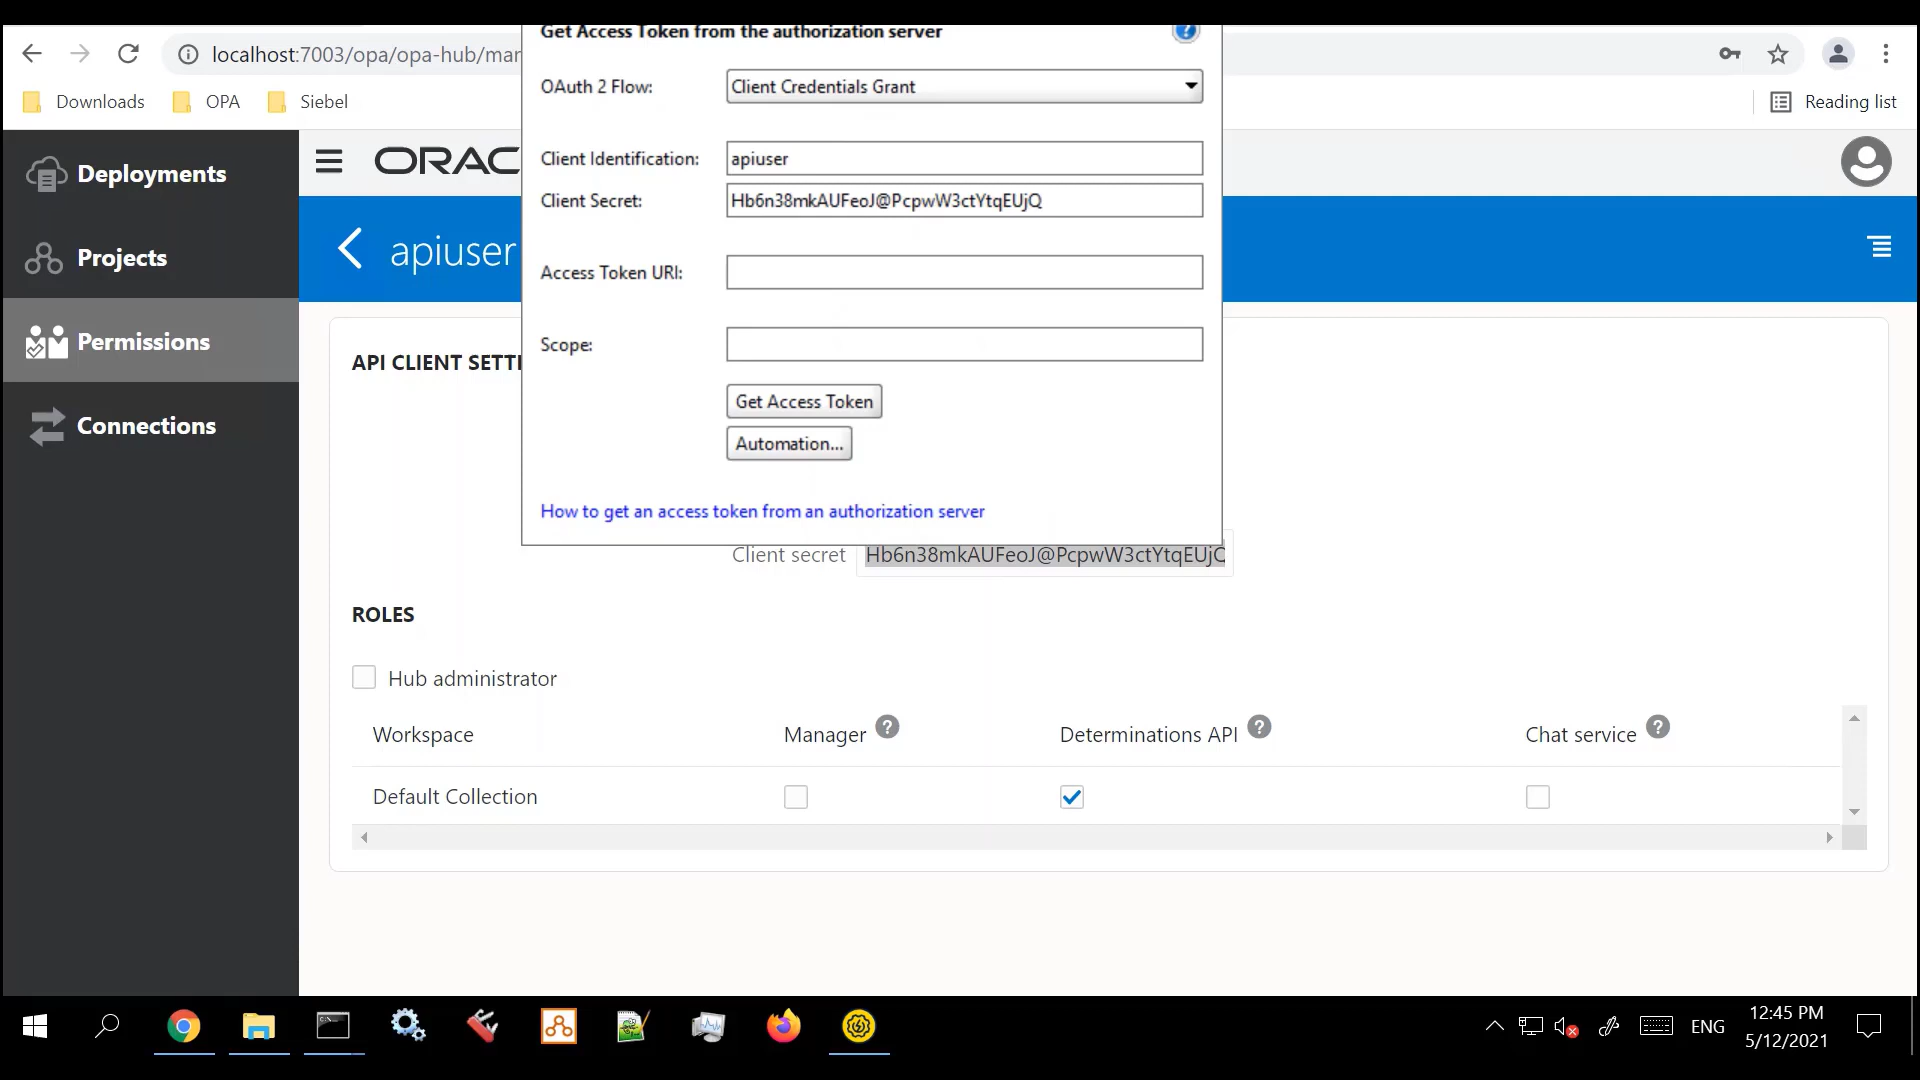 Get Access Token from the authorization server
localhost:7003/opa/opa-hub/mar
OAuth 2 Flow: Client Credentials Grant
Downloads OPA Siebel Reading list
Client Identification: apiuser
Client Secret: Hb6n38mkAUFeoJ@PcpwW3ctYtqEUjQ
Access Token URI:
Scope:
Get Access Token
Automation...
How to get an access token from an authorization server
Deployments
Projects
Permissions
Connections
ORAC
apiuser
API CLIENT SETTI
Client secret Hb6n38mkAUFeoJ@PcpwW3ctYtqEUjQ
ROLES
Hub administrator
Workspace Manager ? Determinations API ? Chat service ?
Default Collection
ENG
12:45 PM
5/12/2021